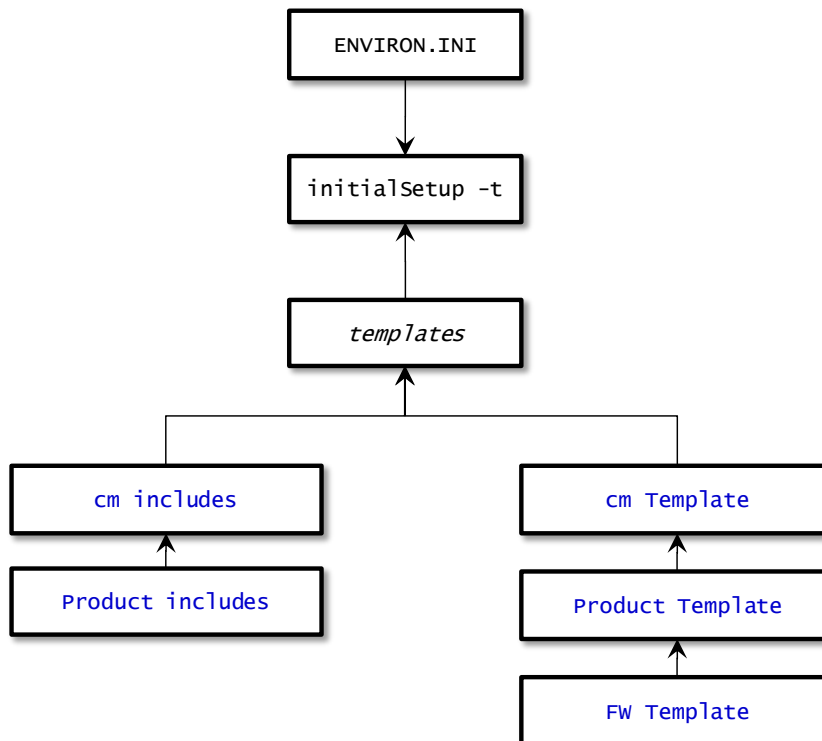 ENVIRON.INI
initialSetup -t
templates
cm includes
cm Template
Product includes
Product Template
FW Template